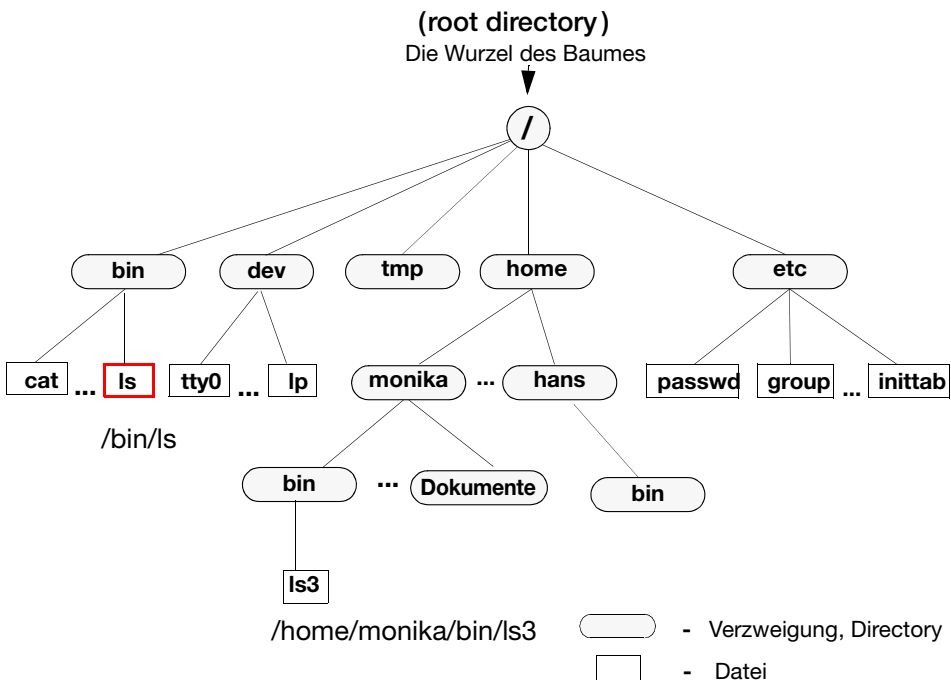 (root directory)
Die Wurzel des Baumes
/
bin dev tmp home etc
cat ... ls tty0 ... lp monika ... hans passwd group ... inittab
/bin/ls
bin ... Dokumente bin
ls3
/home/monika/bin/ls3
- Verzweigung, Directory
- Datei